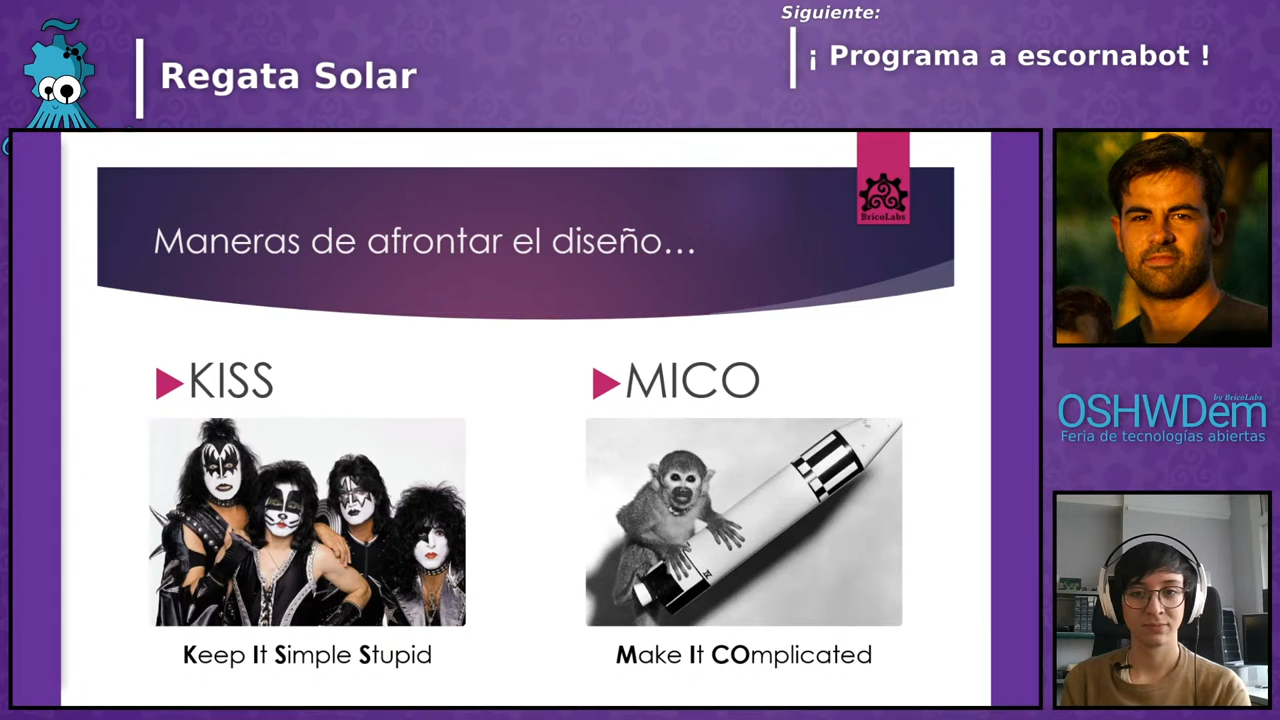 Siguiente:
Regata Solar
¡ Programa a escornabot !
BricoLabs
Maneras de afrontar el diseño...
KISS
MICO
Keep It Simple Stupid
Make It COmplicated
by BricoLabs
OSHWDem
Feria de tecnologías abiertas